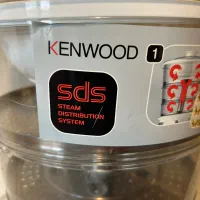 KENWOOD 1
sds
STEAM
DISTRIBUTION
SYSTEM